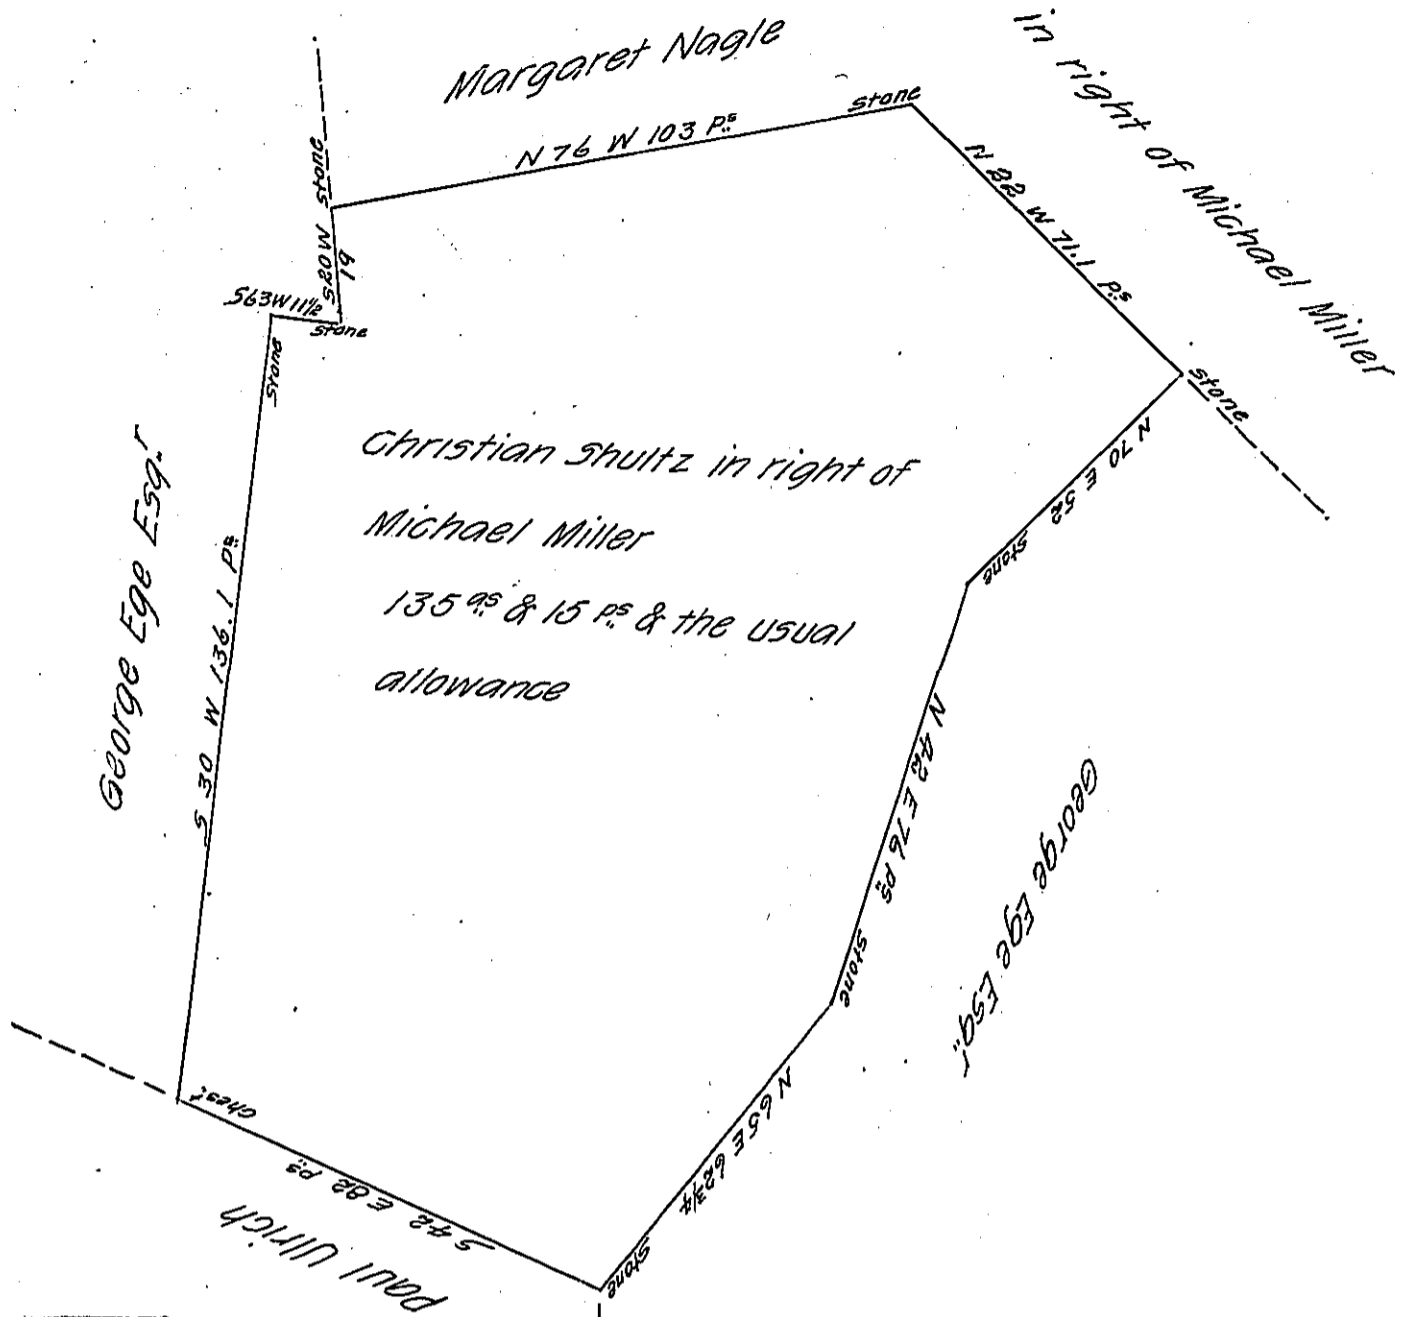 Margaret Nagle
in right of Michael Miller
stone
N 76 W 103 Ps
stone
N 22 W 71.1 Ps
S 20 W
19
S63W11½
stone
stone
stone
N 70 E 52
stone
Christian Shultz in right of
Michael Miller
135 as & 15 Ps & the usual
allowance
George Ege Esqr
S 30 W 136.1 Ps
N 42 E 76 Ps
George Ege Esqr
stone
N 65 E 62¾
Chest
S 42 E 82 Ps
Stone
Paul Ulrich